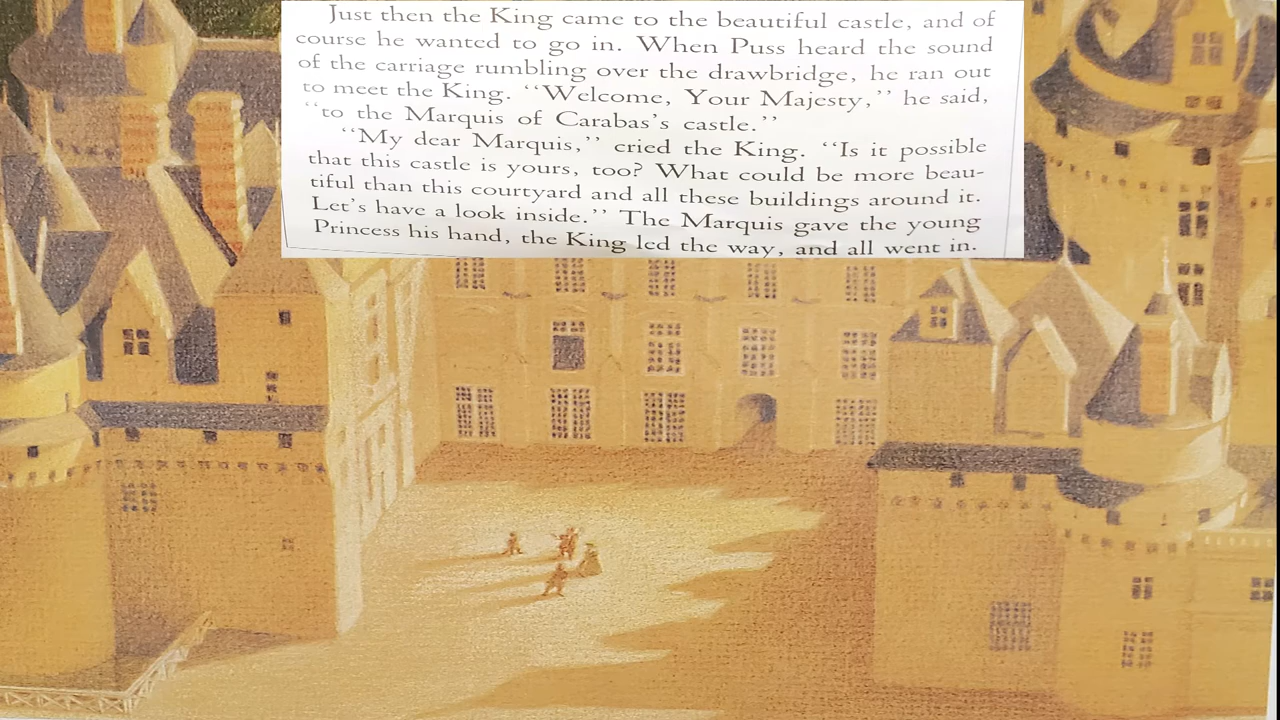 Just then the King came to the beautiful castle, and of
course he wanted to go in. When Puss heard the sound
of the carriage rumbling over the drawbridge, he ran out
to meet the King. “Welcome, Your Majesty,” he said,
“to the Marquis of Carabas’s castle.”
“My dear Marquis,” cried the King. “Is it possible
that this castle is yours, too? What could be more beau-
tiful than this courtyard and all these buildings around it.
Let’s have a look inside.” The Marquis gave the young
Princess his hand, the King led the way, and all went in.